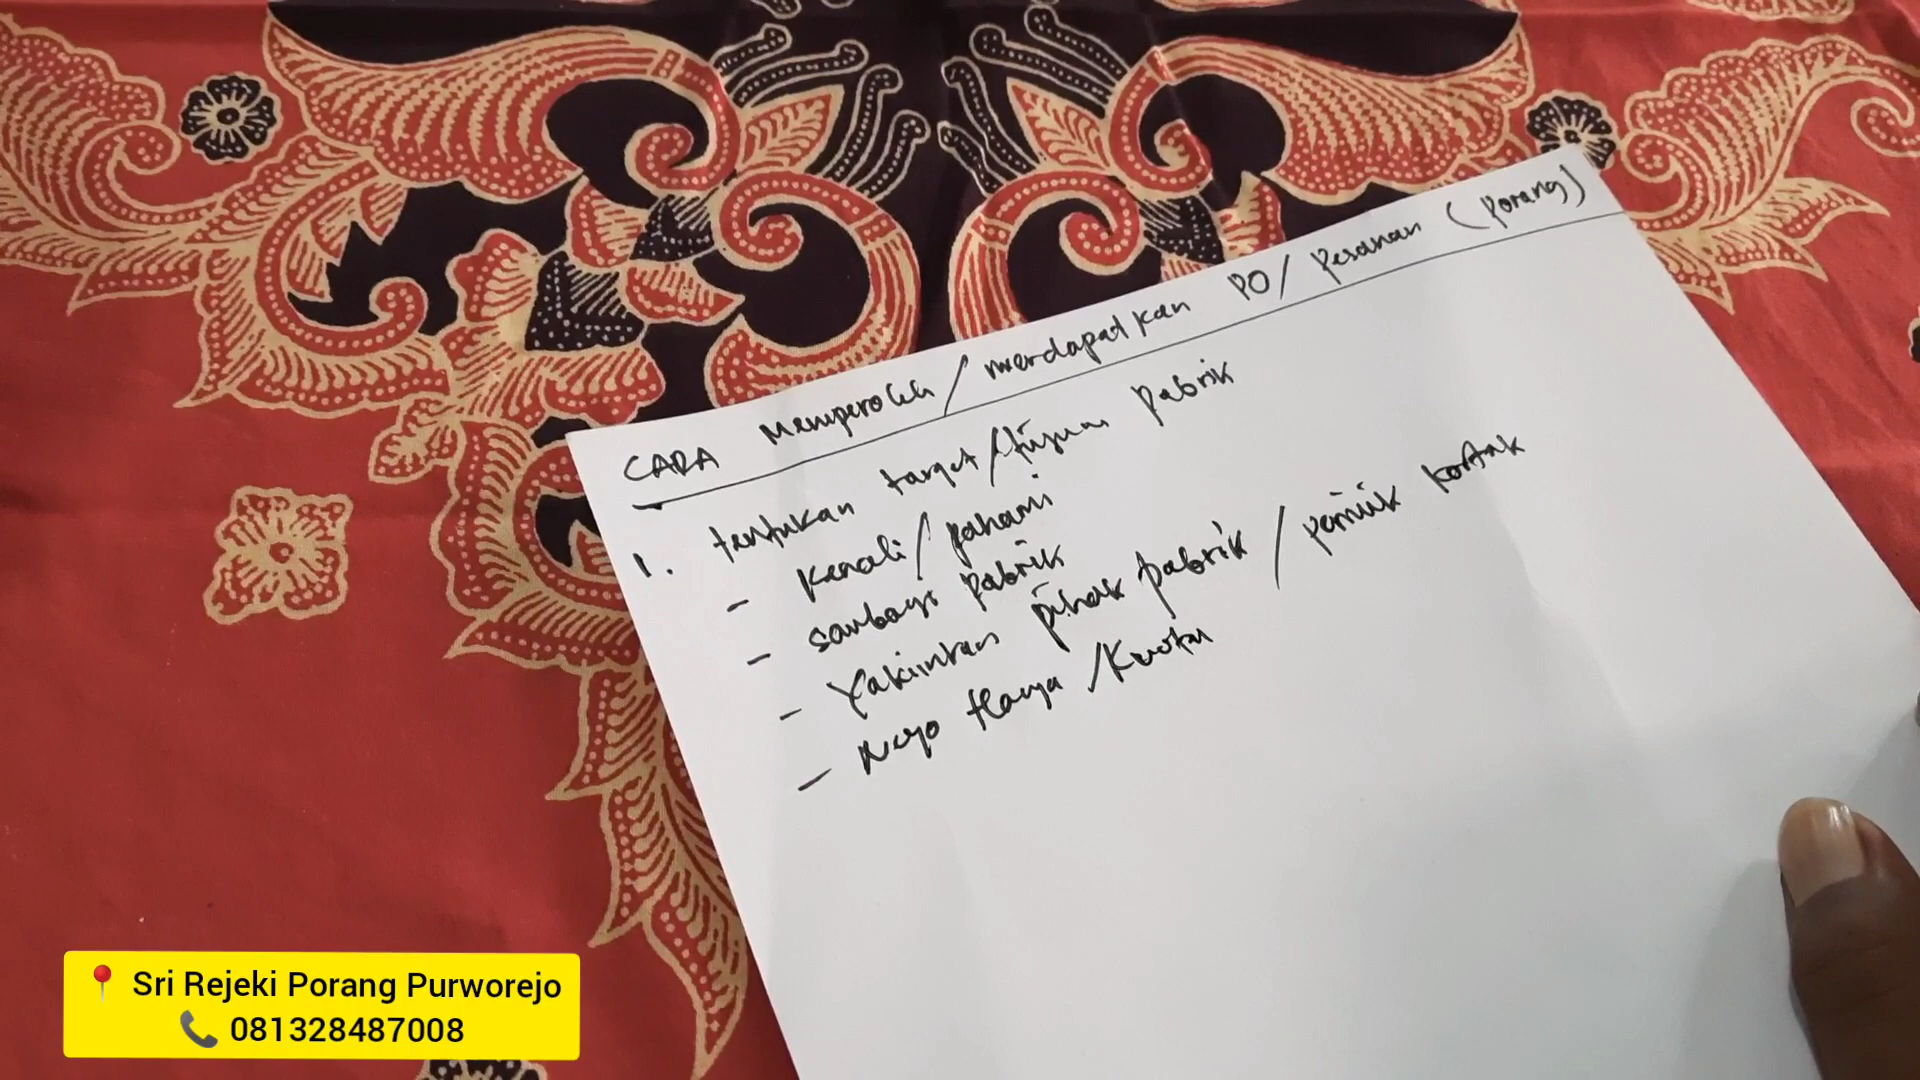 CARA Memperoleh / mendapatkan PO / pesanan (porang)
1. tentukan target / tujuan pabrik
- kenali / pahami
- sambangi pabrik
- Yakinkan pihak pabrik / pemilik kontrak
- Nego Harga / Kuota
📍 Sri Rejeki Porang Purworejo
📞 081328487008